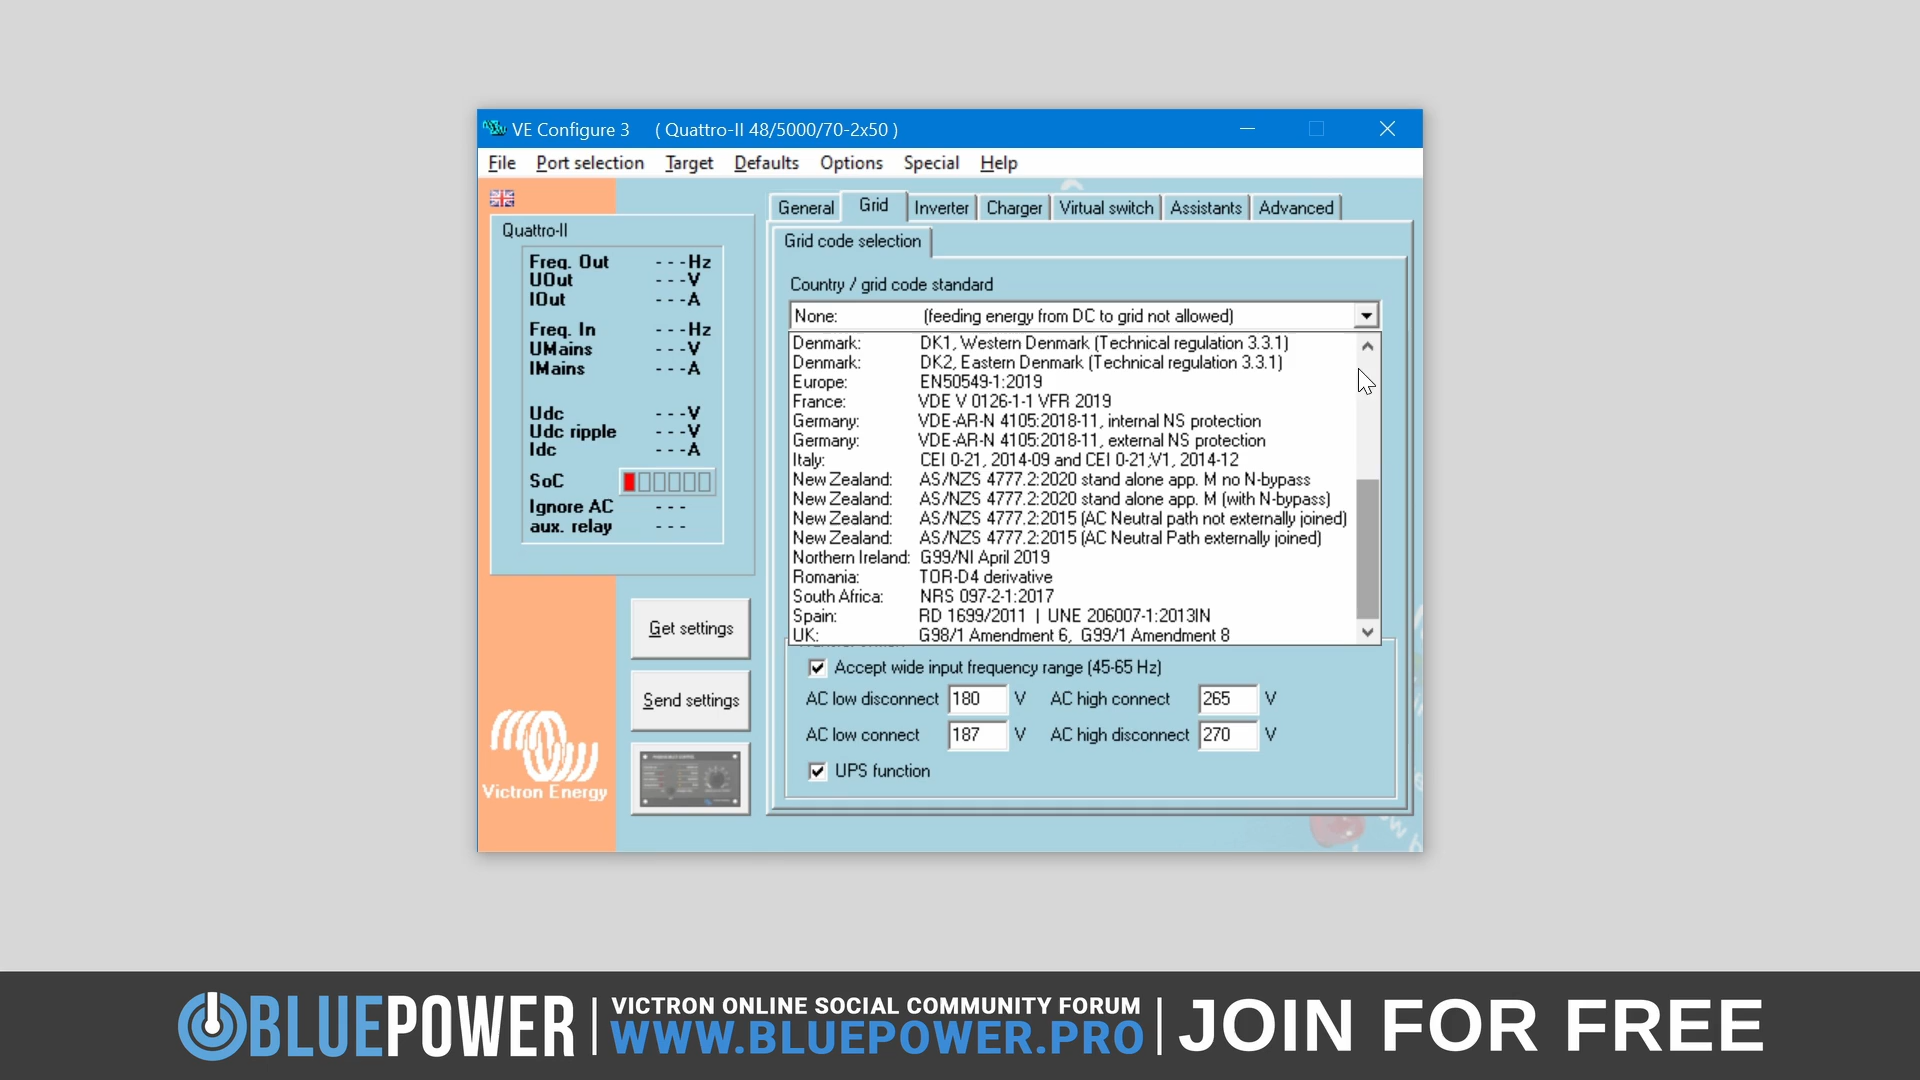 VE Configure 3 ( Quattro-II 48/5000/70-2x50 )
File Port selection Target Defaults Options Special Help
General Grid Inverter Charger Virtual switch Assistants Advanced
Quattro-II
Freq. Out - - -Hz
UOut - - -V
IOut - - -A
Freq. In - - -Hz
UMains - - -V
IMains - - -A
Udc - - -V
Udc ripple - - -V
Idc - - -A
SoC
Ignore AC - - -
aux. relay - - -
Get settings
Send settings
Victron Energy
Grid code selection
Country / grid code standard
None: (feeding energy from DC to grid not allowed)
Denmark: DK1, Western Denmark (Technical regulation 3.3.1)
Denmark: DK2, Eastern Denmark (Technical regulation 3.3.1)
Europe: EN50549-1:2019
France: VDE V 0126-1-1 VFR 2019
Germany: VDE-AR-N 4105:2018-11, internal NS protection
Germany: VDE-AR-N 4105:2018-11, external NS protection
Italy: CEI 0-21, 2014-09 and CEI 0-21;V1, 2014-12
New Zealand: AS/NZS 4777.2:2020 stand alone app. M no N-bypass
New Zealand: AS/NZS 4777.2:2020 stand alone app. M (with N-bypass)
New Zealand: AS/NZS 4777.2:2015 (AC Neutral path not externally joined)
New Zealand: AS/NZS 4777.2:2015 (AC Neutral Path externally joined)
Northern Ireland: G99/NI April 2019
Romania: TOR-D4 derivative
South Africa: NRS 097-2-1:2017
Spain: RD 1699/2011 | UNE 206007-1:2013IN
UK: G98/1 Amendment 6, G99/1 Amendment 8
Accept wide input frequency range (45-65 Hz)
AC low disconnect 180 V AC high connect 265 V
AC low connect 187 V AC high disconnect 270 V
UPS function
BLUEPOWER
VICTRON ONLINE SOCIAL COMMUNITY FORUM
WWW.BLUEPOWER.PRO
JOIN FOR FREE